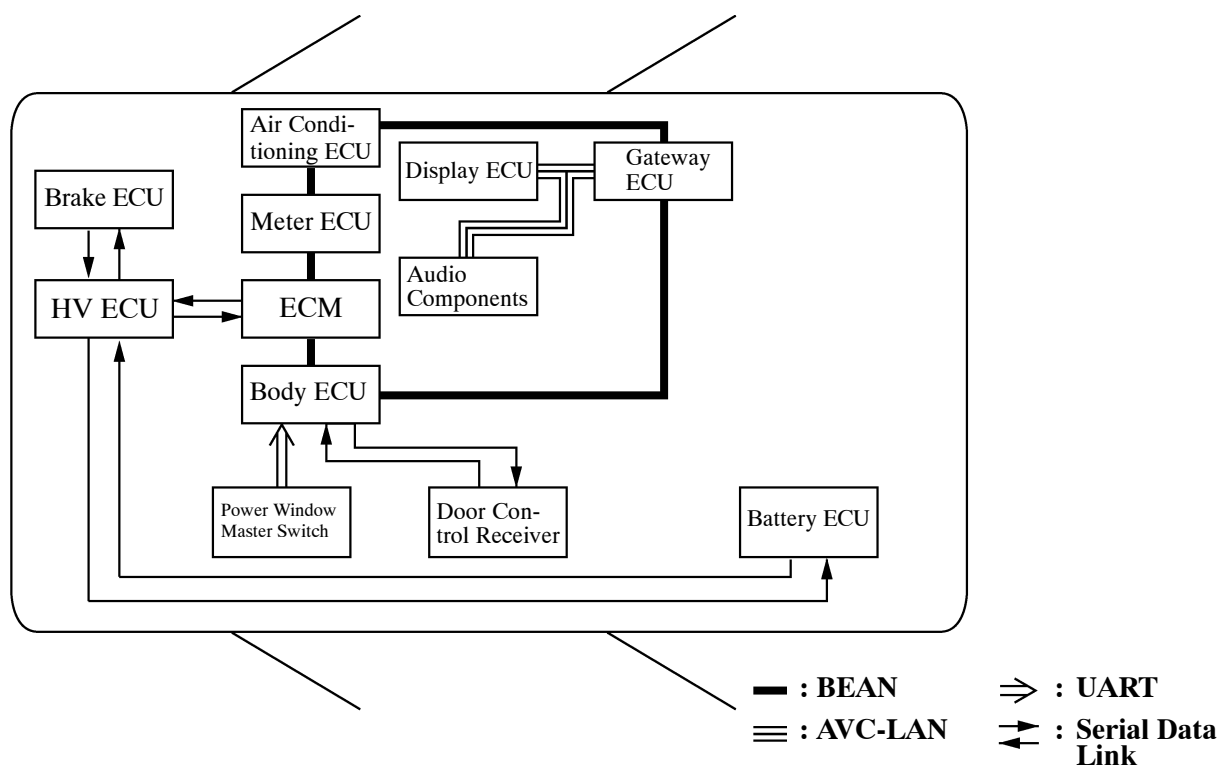 Air Condi-
tioning ECU
Display ECU
Gateway
ECU
Brake ECU
Meter ECU
Audio
Components
HV ECU
ECM
Body ECU
Power Window
Master Switch
Door Con-
trol Receiver
Battery ECU
: BEAN
: UART
: AVC-LAN
: Serial Data
Link